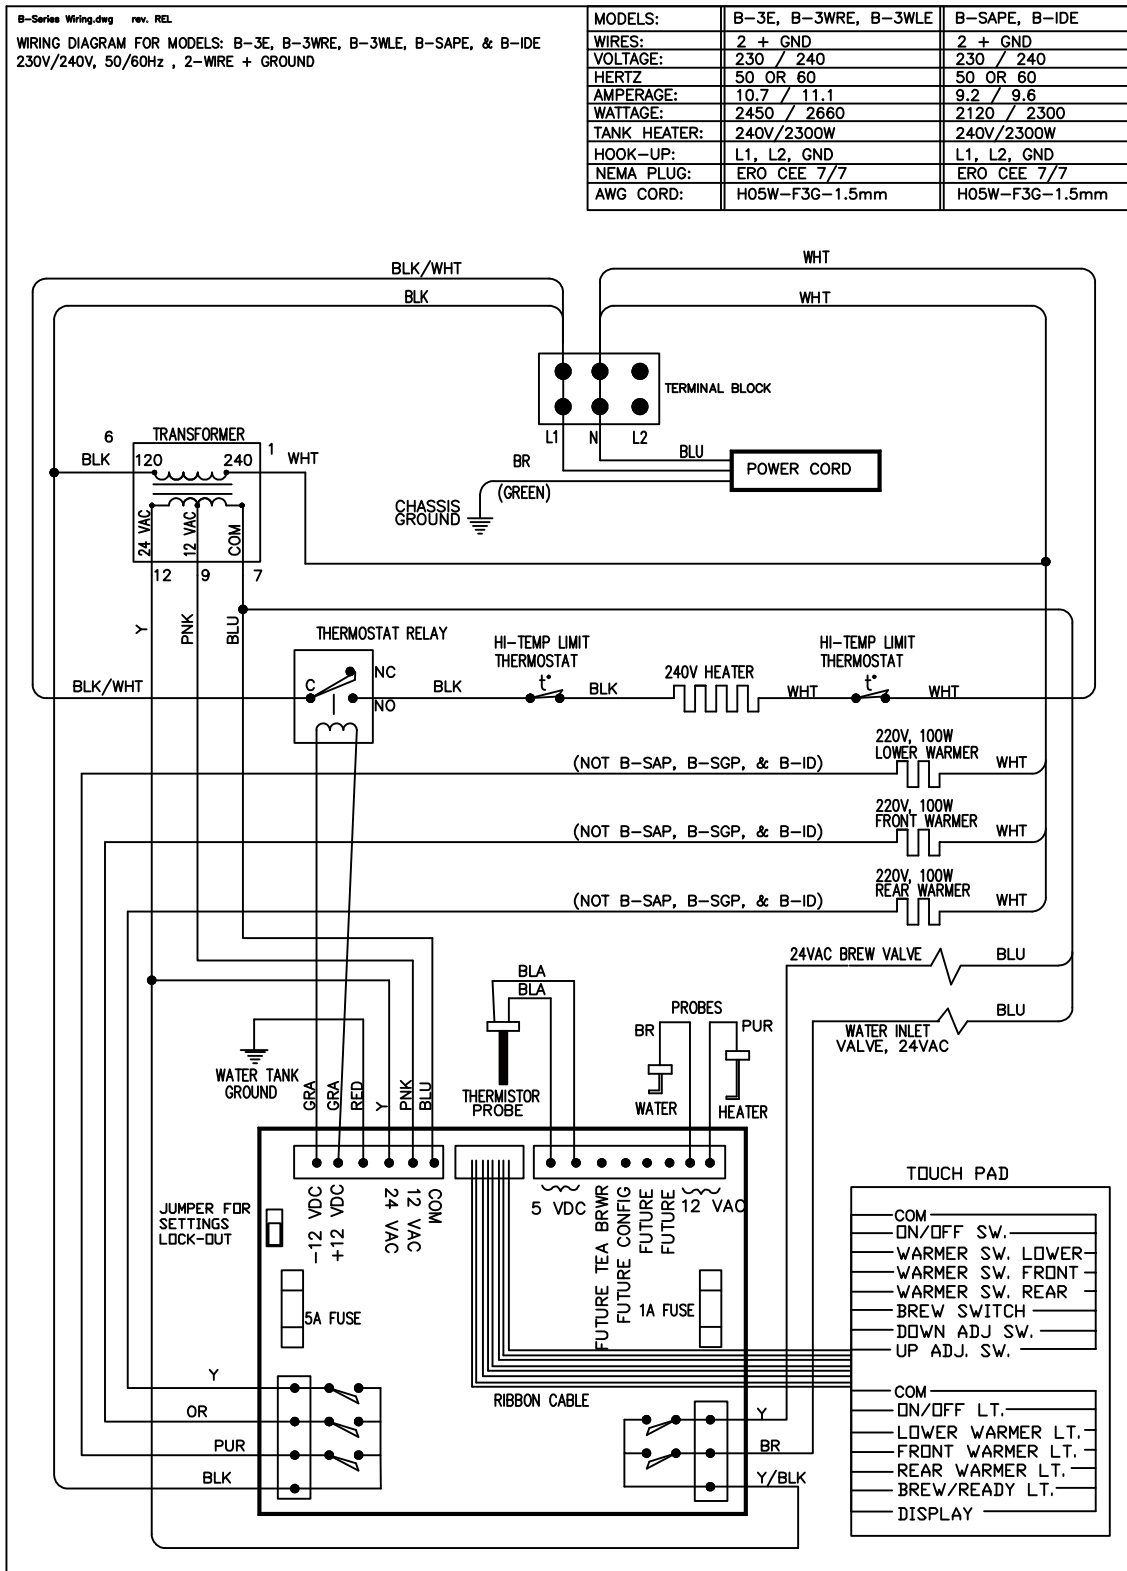 B-Series Wiring.dwg rev. REL
WIRING DIAGRAM FOR MODELS: B-3E, B-3WRE, B-3WLE, B-SAPE, & B-IDE
230V/240V, 50/60Hz , 2-WIRE + GROUND
MODELS: B-3E, B-3WRE, B-3WLE B-SAPE, B-IDE
WIRES: 2 + GND 2 + GND
VOLTAGE: 230 / 240 230 / 240
HERTZ 50 OR 60 50 OR 60
AMPERAGE: 10.7 / 11.1 9.2 / 9.6
WATTAGE: 2450 / 2660 2120 / 2300
TANK HEATER: 240V/2300W 240V/2300W
HOOK-UP: L1, L2, GND L1, L2, GND
NEMA PLUG: ERO CEE 7/7 ERO CEE 7/7
AWG CORD: H05W-F3G-1.5mm H05W-F3G-1.5mm
WHT
BLK/WHT
BLK
WHT
TERMINAL BLOCK
L1 N L2
6
TRANSFORMER
1
BLK
120
240
WHT
BR
BLU
POWER CORD
(GREEN)
CHASSIS
GROUND
24 VAC
12 VAC
COM
12
9
7
Y
PNK
BLU
THERMOSTAT RELAY
HI-TEMP LIMIT
THERMOSTAT
t°
240V HEATER
HI-TEMP LIMIT
THERMOSTAT
t°
BLK/WHT
C
NC
NO
BLK
BLK
WHT
WHT
220V, 100W
LOWER WARMER
(NOT B-SAP, B-SGP, & B-ID)
WHT
220V, 100W
FRONT WARMER
(NOT B-SAP, B-SGP, & B-ID)
WHT
220V, 100W
REAR WARMER
(NOT B-SAP, B-SGP, & B-ID)
WHT
24VAC BREW VALVE
BLU
BLA
BLA
PROBES
BR
PUR
WATER INLET
VALVE, 24VAC
BLU
WATER TANK
GROUND
GRA
GRA
RED
Y
PNK
BLU
THERMISTOR
PROBE
WATER
HEATER
JUMPER FOR
SETTINGS
LOCK-OUT
-12 VDC
+12 VDC
24 VAC
12 VAC
COM
5 VDC
FUTURE TEA BRWR
FUTURE CONFIG
FUTURE
FUTURE
12 VAC
5A FUSE
1A FUSE
RIBBON CABLE
Y
OR
PUR
BLK
Y
BR
Y/BLK
TOUCH PAD
COM
ON/OFF SW.
WARMER SW. LOWER
WARMER SW. FRONT
WARMER SW. REAR
BREW SWITCH
DOWN ADJ SW.
UP ADJ. SW.
COM
ON/OFF LT.
LOWER WARMER LT.
FRONT WARMER LT.
REAR WARMER LT.
BREW/READY LT.
DISPLAY